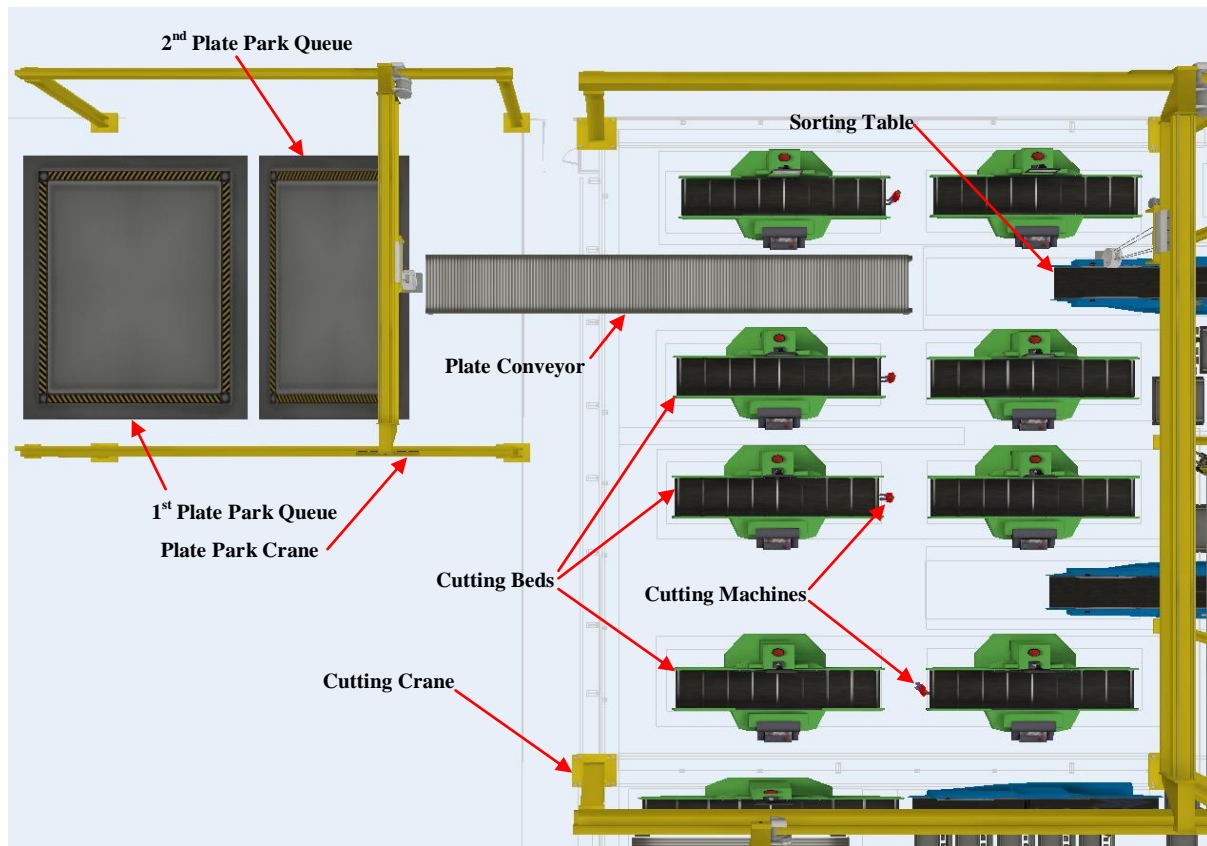 2nd Plate Park Queue
Sorting Table
Plate Conveyor
1st Plate Park Queue
Plate Park Crane
Cutting Beds
Cutting Machines
Cutting Crane